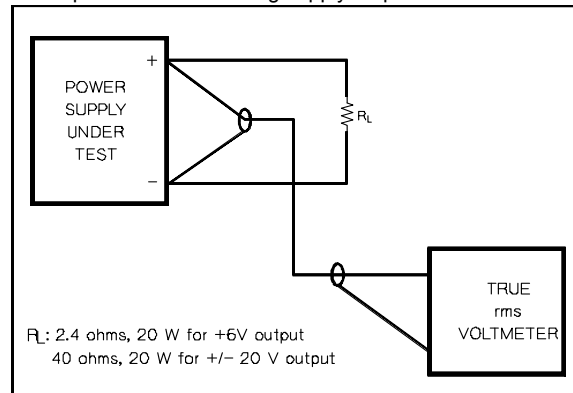 +
POWER
SUPPLY
UNDER
TEST
−
RL
TRUE
rms
VOLTMETER
RL: 2.4 ohms, 20 W for +6V output
40 ohms, 20 W for +/- 20 V output